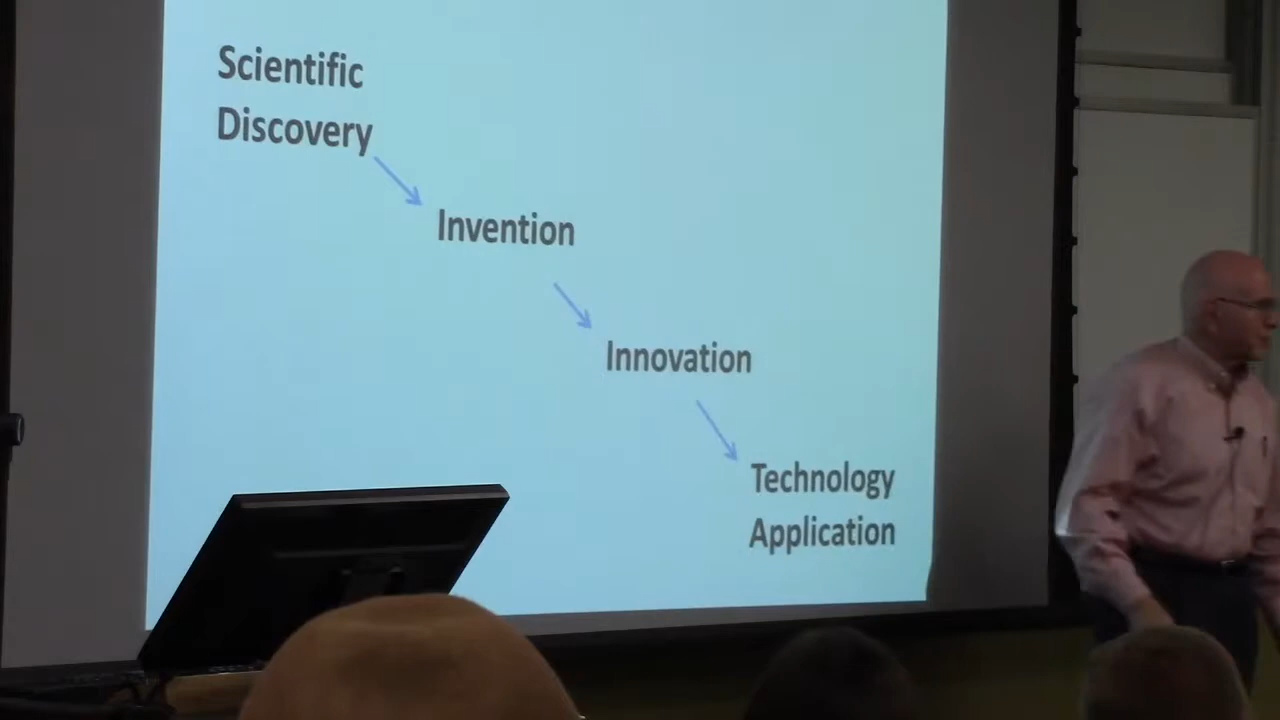 Scientific
Discovery
Invention
Innovation
Technology
Application